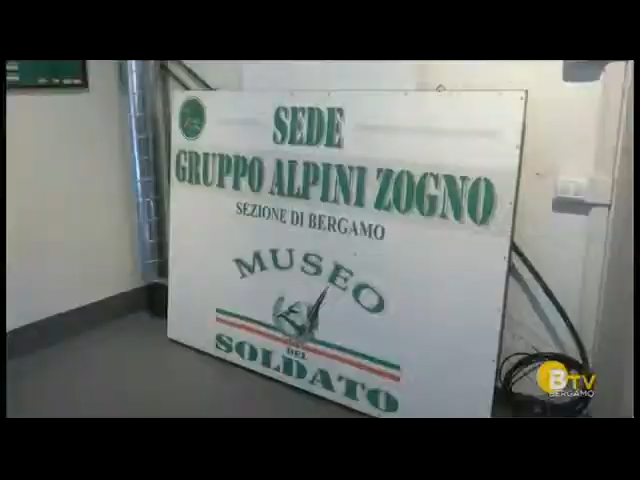 SEDE
GRUPPO ALPINI ZOGNO
SEZIONE DI BERGAMO
MUSEO
DEL
SOLDATO
BTV
BERGAMO